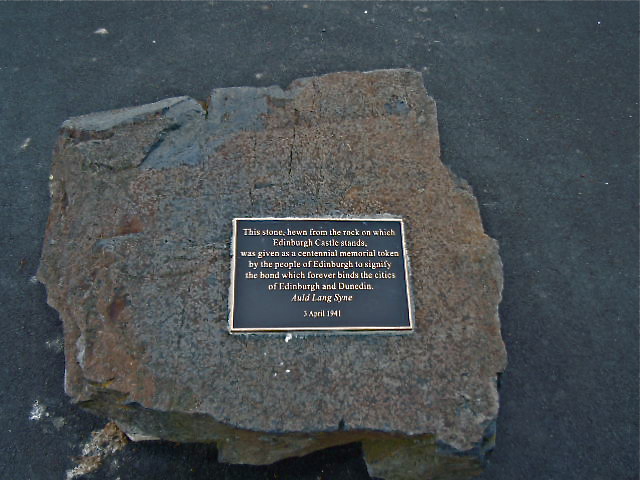 This stone, hewn from the rock on which
Edinburgh Castle stands,
was given as a centennial memorial token
by the people of Edinburgh to signify
the bond which forever binds the cities
of Edinburgh and Dunedin.
Auld Lang Syne
3 April 1941